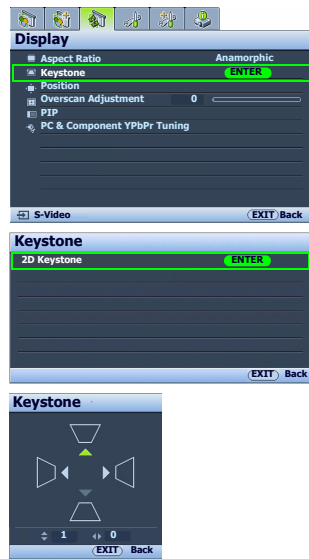 Display
Aspect Ratio Anamorphic
Keystone ENTER
Position
Overscan Adjustment 0
PIP
PC & Component YPbPr Tuning
S-Video EXIT Back
Keystone
2D Keystone ENTER
EXIT Back
Keystone
1 0
EXIT Back